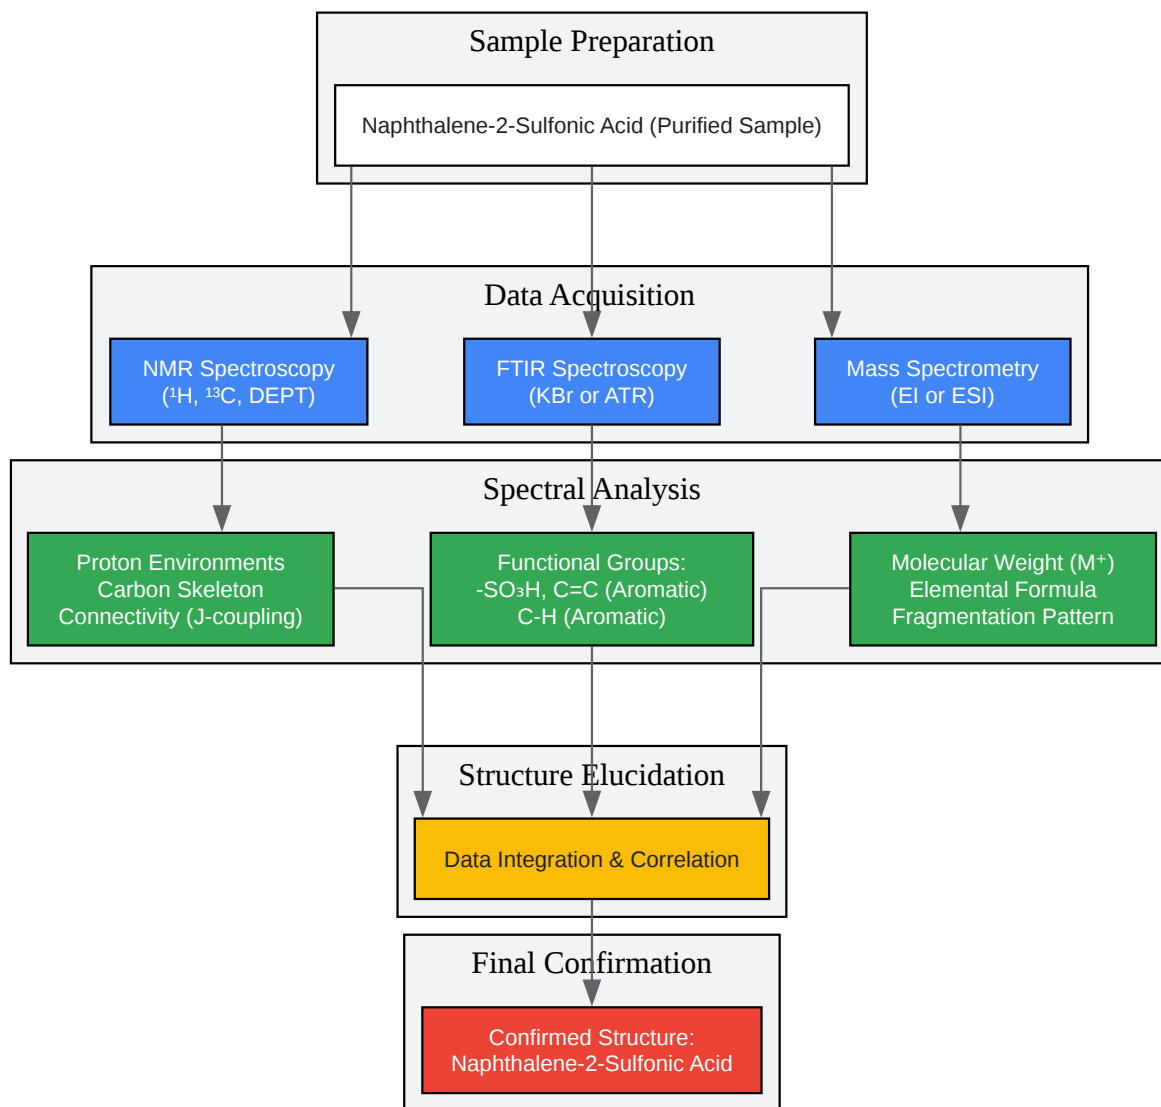 Sample Preparation
Naphthalene-2-Sulfonic Acid (Purified Sample)
Data Acquisition
NMR Spectroscopy
(¹H, ¹³C, DEPT)
FTIR Spectroscopy
(KBr or ATR)
Mass Spectrometry
(EI or ESI)
Spectral Analysis
Proton Environments
Carbon Skeleton
Connectivity (J-coupling)
Functional Groups:
-SO₃H, C=C (Aromatic)
C-H (Aromatic)
Molecular Weight (M⁺)
Elemental Formula
Fragmentation Pattern
Structure Elucidation
Data Integration & Correlation
Final Confirmation
Confirmed Structure:
Naphthalene-2-Sulfonic Acid